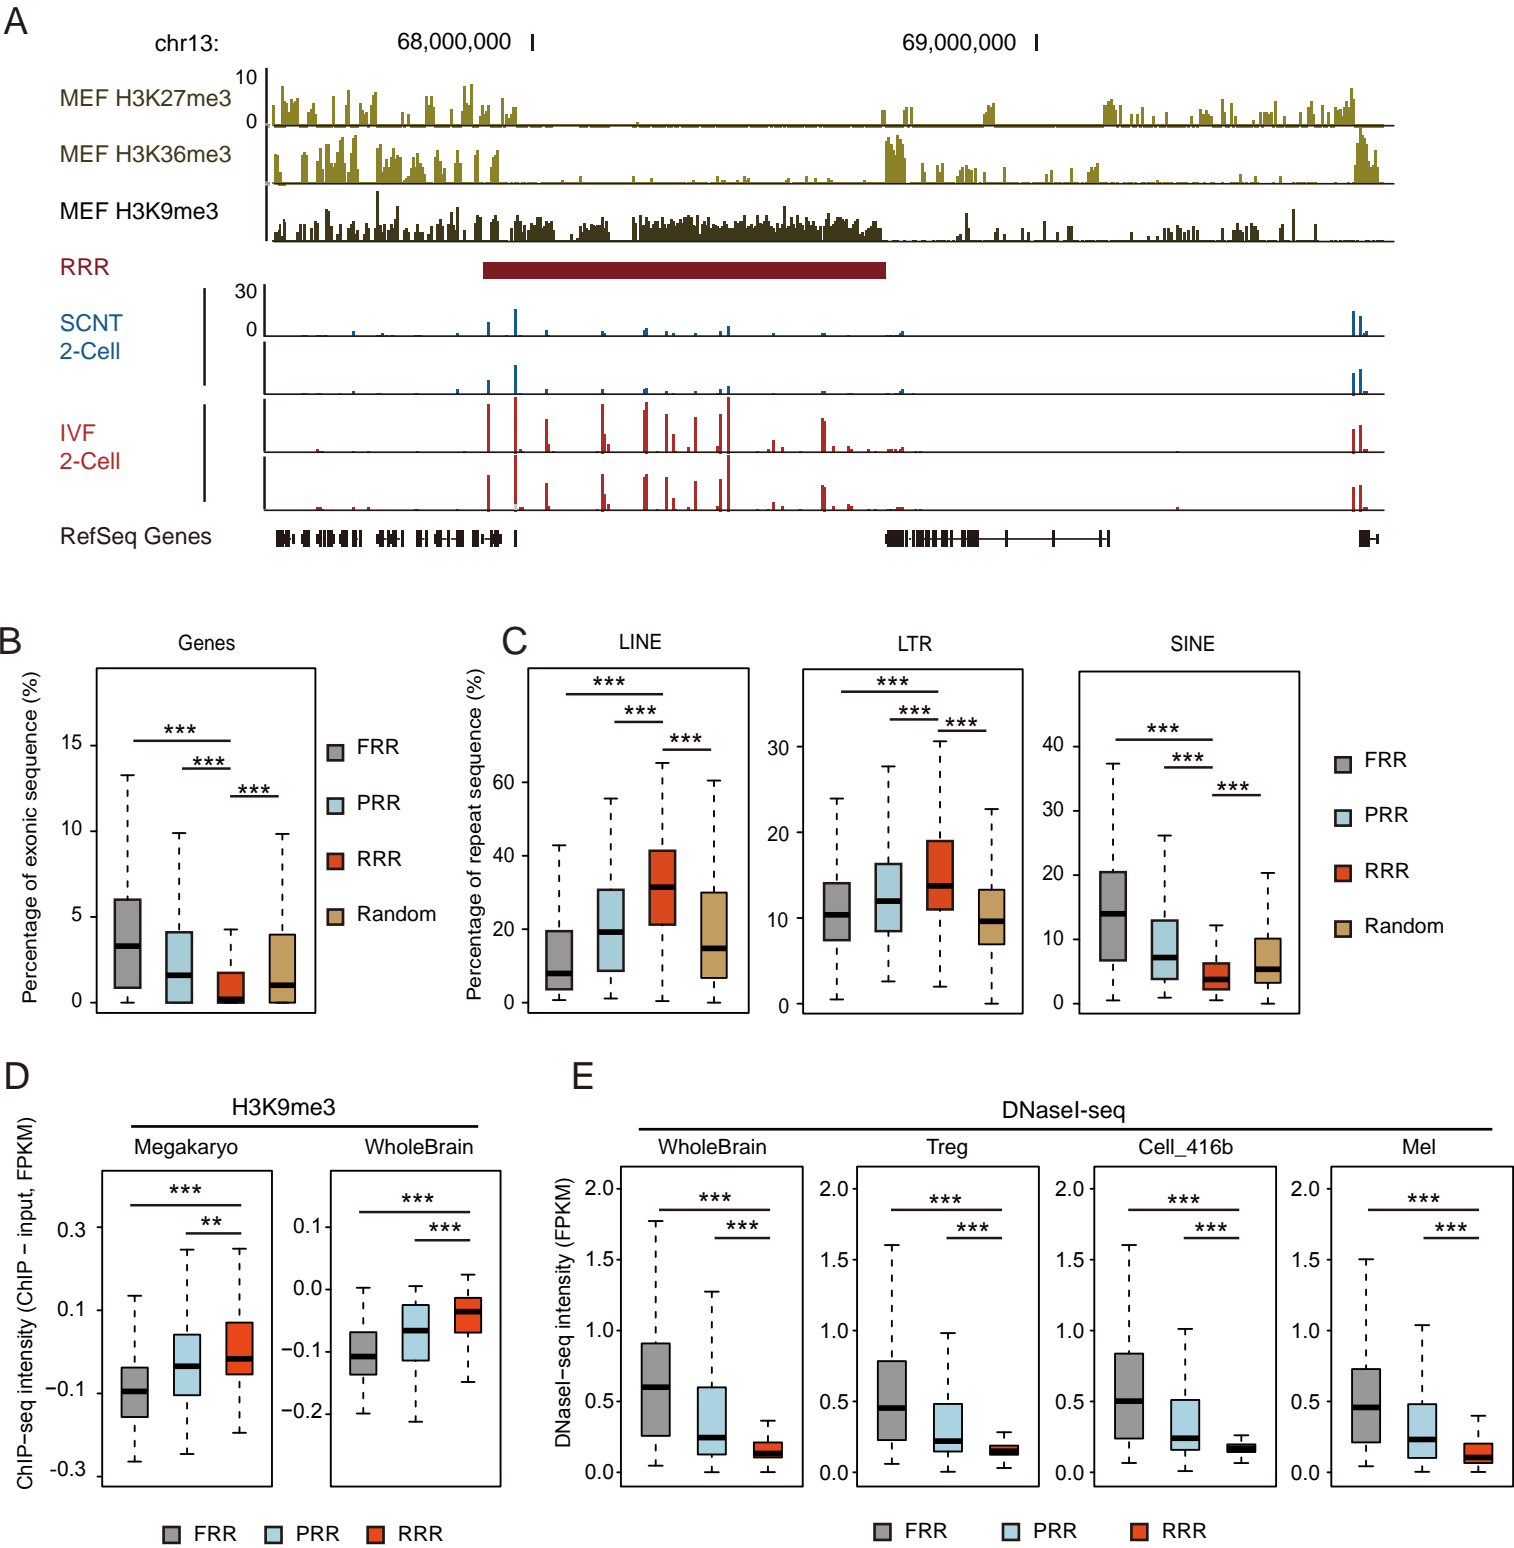 A
chr13: 68,000,000 69,000,000
MEF H3K27me3 10
0
MEF H3K36me3
MEF H3K9me3
RRR
30
SCNT 0
2-Cell
IVF
2-Cell
RefSeq Genes
B
Genes
Percentage of exonic sequence (%)
15
10
5
0
***
***
***
FRR
PRR
RRR
Random
C
Percentage of repeat sequence (%)
LINE
60
40
20
0
***
***
***
LTR
30
20
10
0
***
***
***
SINE
40
30
20
10
0
***
***
***
FRR
PRR
RRR
Random
D
H3K9me3
ChIP−seq intensity (ChIP − input, FPKM)
Megakaryo
0.3
0.1
−0.1
-0.3
***
**
WholeBrain
0.1
0.0
−0.1
−0.2
***
***
FRR PRR RRR
E
DNaseI-seq
DNaseI−seq intensity (FPKM)
WholeBrain
2.0
1.5
1.0
0.5
0.0
***
***
Treg
2.0
1.5
1.0
0.5
0.0
***
***
Cell_416b
2.0
1.5
1.0
0.5
0.0
***
***
Mel
2.0
1.5
1.0
0.5
0.0
***
***
FRR PRR RRR